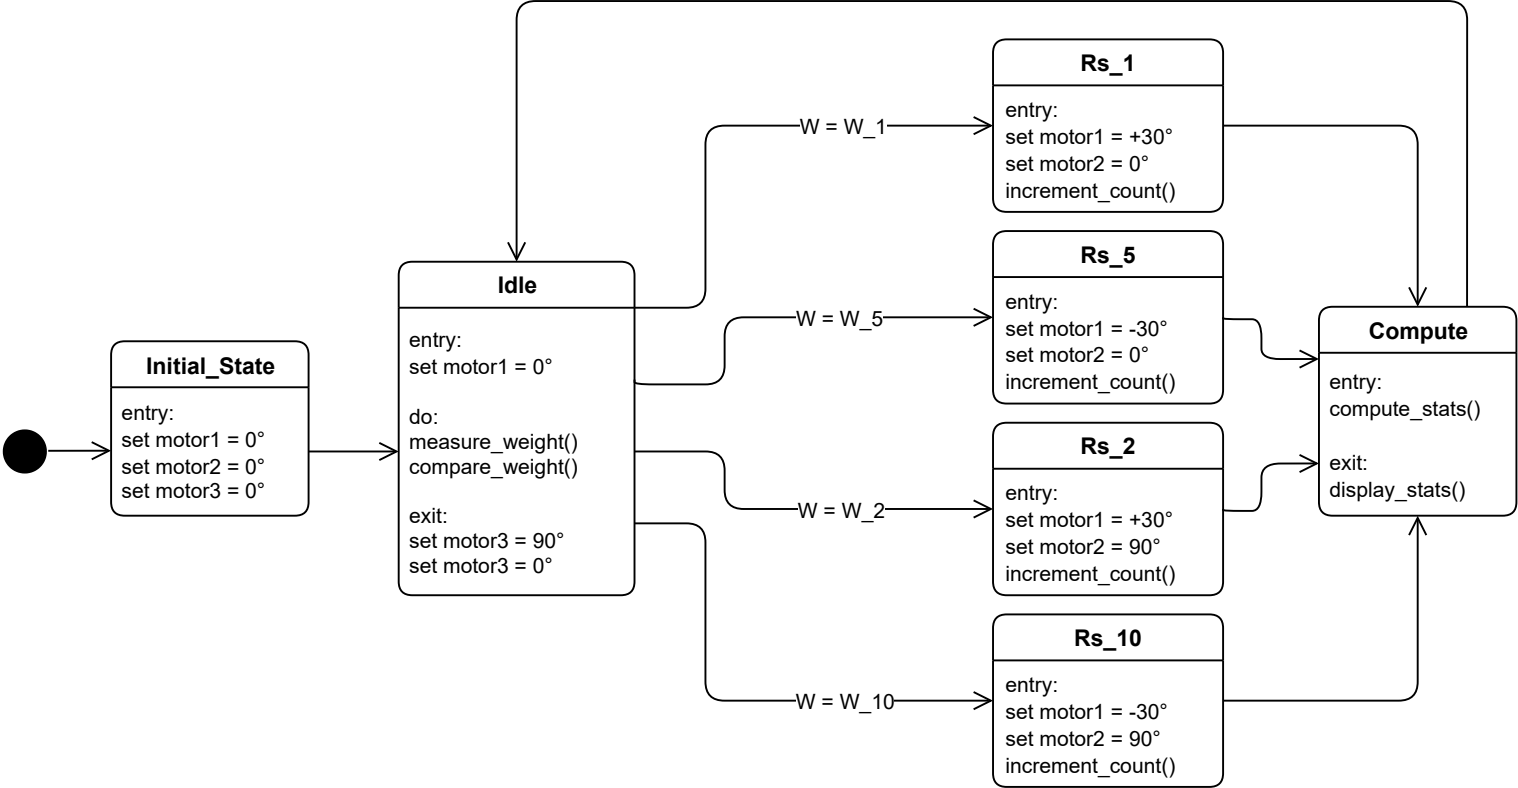 Initial_State
entry:
set motor1 = 0°
set motor2 = 0°
set motor3 = 0°
Idle
entry:
set motor1 = 0°
do:
measure_weight()
compare_weight()
exit:
set motor3 = 90°
set motor3 = 0°
W = W_1
W = W_5
W = W_2
W = W_10
Rs_1
entry:
set motor1 = +30°
set motor2 = 0°
increment_count()
Rs_5
entry:
set motor1 = -30°
set motor2 = 0°
increment_count()
Rs_2
entry:
set motor1 = +30°
set motor2 = 90°
increment_count()
Rs_10
entry:
set motor1 = -30°
set motor2 = 90°
increment_count()
Compute
entry:
compute_stats()
exit:
display_stats()